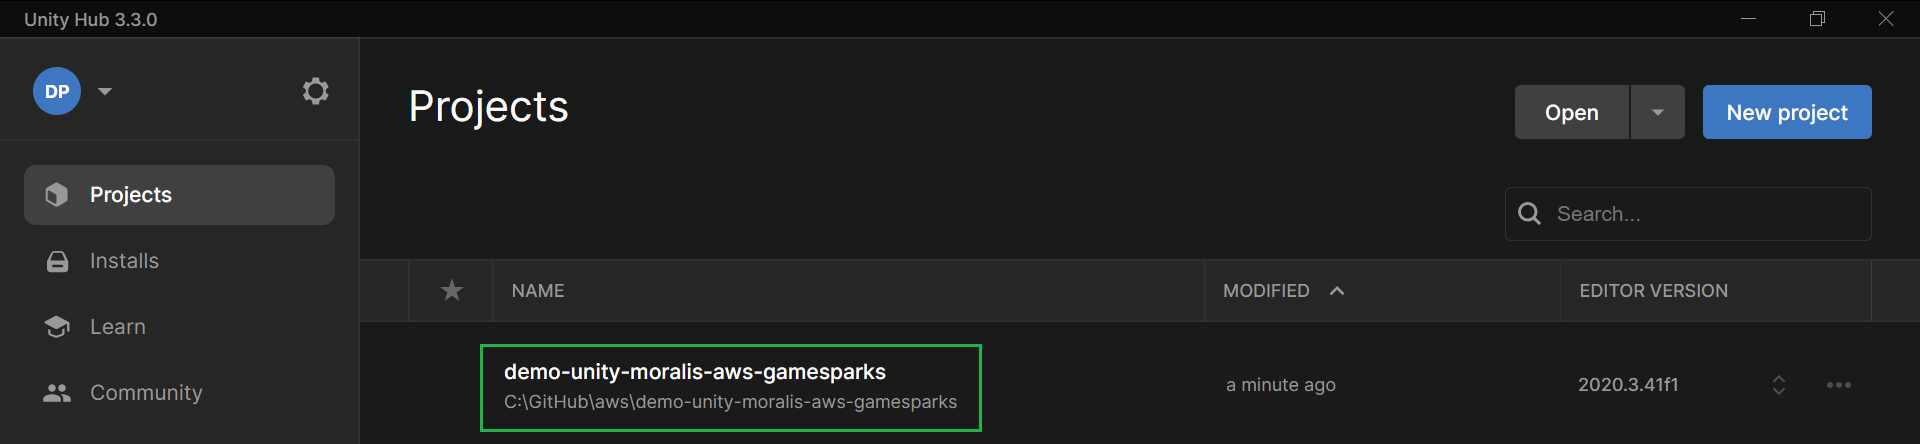 Unity Hub 3.3.0
DP
Projects
Open
New project
Projects
Installs
Learn
Community
Search...
NAME
MODIFIED
EDITOR VERSION
demo-unity-moralis-aws-gamesparks
C:\GitHub\aws\demo-unity-moralis-aws-gamesparks
a minute ago
2020.3.41f1